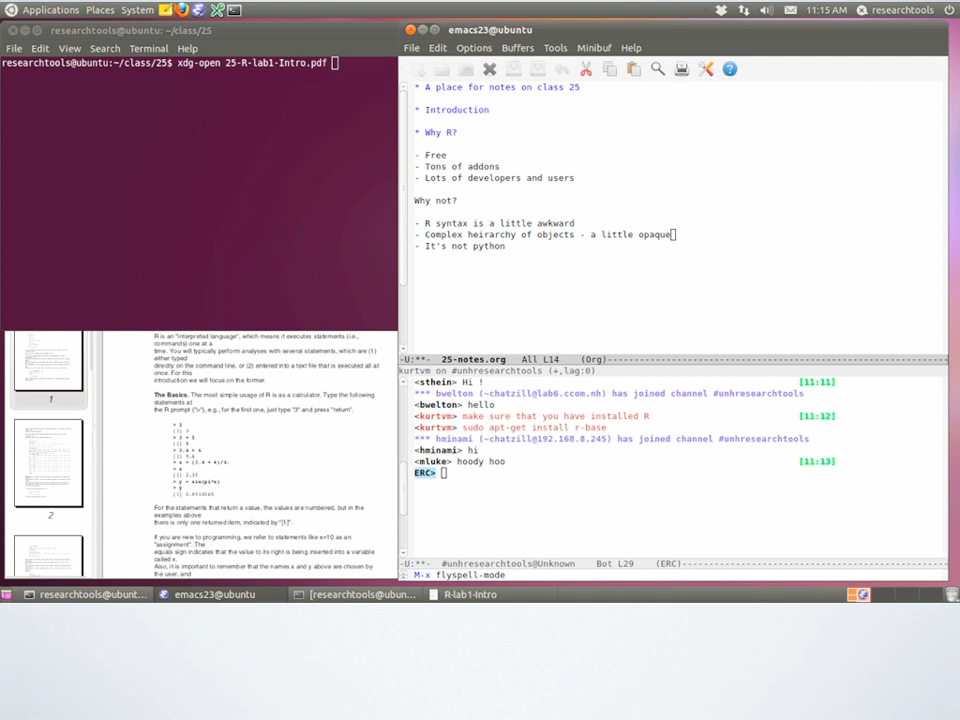 Applications Places System 11:15 AM researchtools
researchtools@ubuntu: ~/class/25
File Edit View Search Terminal Help
researchtools@ubuntu:~/class/25$ xdg-open 25-R-lab1-Intro.pdf
R is an "interpreted language", which means it executes statements (i.e.,
commands) one at a
time. You will typically perform analyses with several statements, which are (1)
either typed
directly on the command line, or (2) entered into a text file that is executed all at
once. For this
introduction we will focus on the former.
The Basics. The most simple usage of R is as a calculator. Type the following
statements at
the R prompt (">"), e.g., for the first one, just type "3" and press "return".
> 3
[1] 3
> 3 + 5
[1] 8
> x
[1] 2.35
> y = sin(pi*x)
> y
For the statements that return a value, the values are numbered, but in the
examples above
there is only one returned item, indicated by "[1]".
If you are new to programming, we refer to statements like x=10 as an
"assignment". The
equals sign indicates that the value to its right is being inserted into a variable
called x.
Also, it is important to remember that the names x and y above are chosen by
the user, and
1
2
emacs23@ubuntu
File Edit Options Buffers Tools Minibuf Help
* A place for notes on class 25
* Introduction
* Why R?
- Free
- Tons of addons
- Lots of developers and users
Why not?
- R syntax is a little awkward
- Complex heirarchy of objects - a little opaque
- It's not python
-U:**- 25-notes.org All L14 (Org)
kurtvm on #unhresearchtools (+,lag:0)
<sthein> Hi ! [11:11]
*** bwelton (~chatzill@lab6.ccom.nh) has joined channel #unhresearchtools
<bwelton> hello
<kurtvm> make sure that you have installed R [11:12]
<kurtvm> sudo apt-get install r-base
*** hminami (~chatzill@192.168.8.245) has joined channel #unhresearchtools
<hminami> hi
<mluke> hoody hoo [11:13]
ERC>
-U:**- #unhresearchtools@Unknown Bot L29 (ERC)
M-x flyspell-mode
researchtools@ubunt... emacs23@ubuntu [researchtools@ubun... R-lab1-Intro